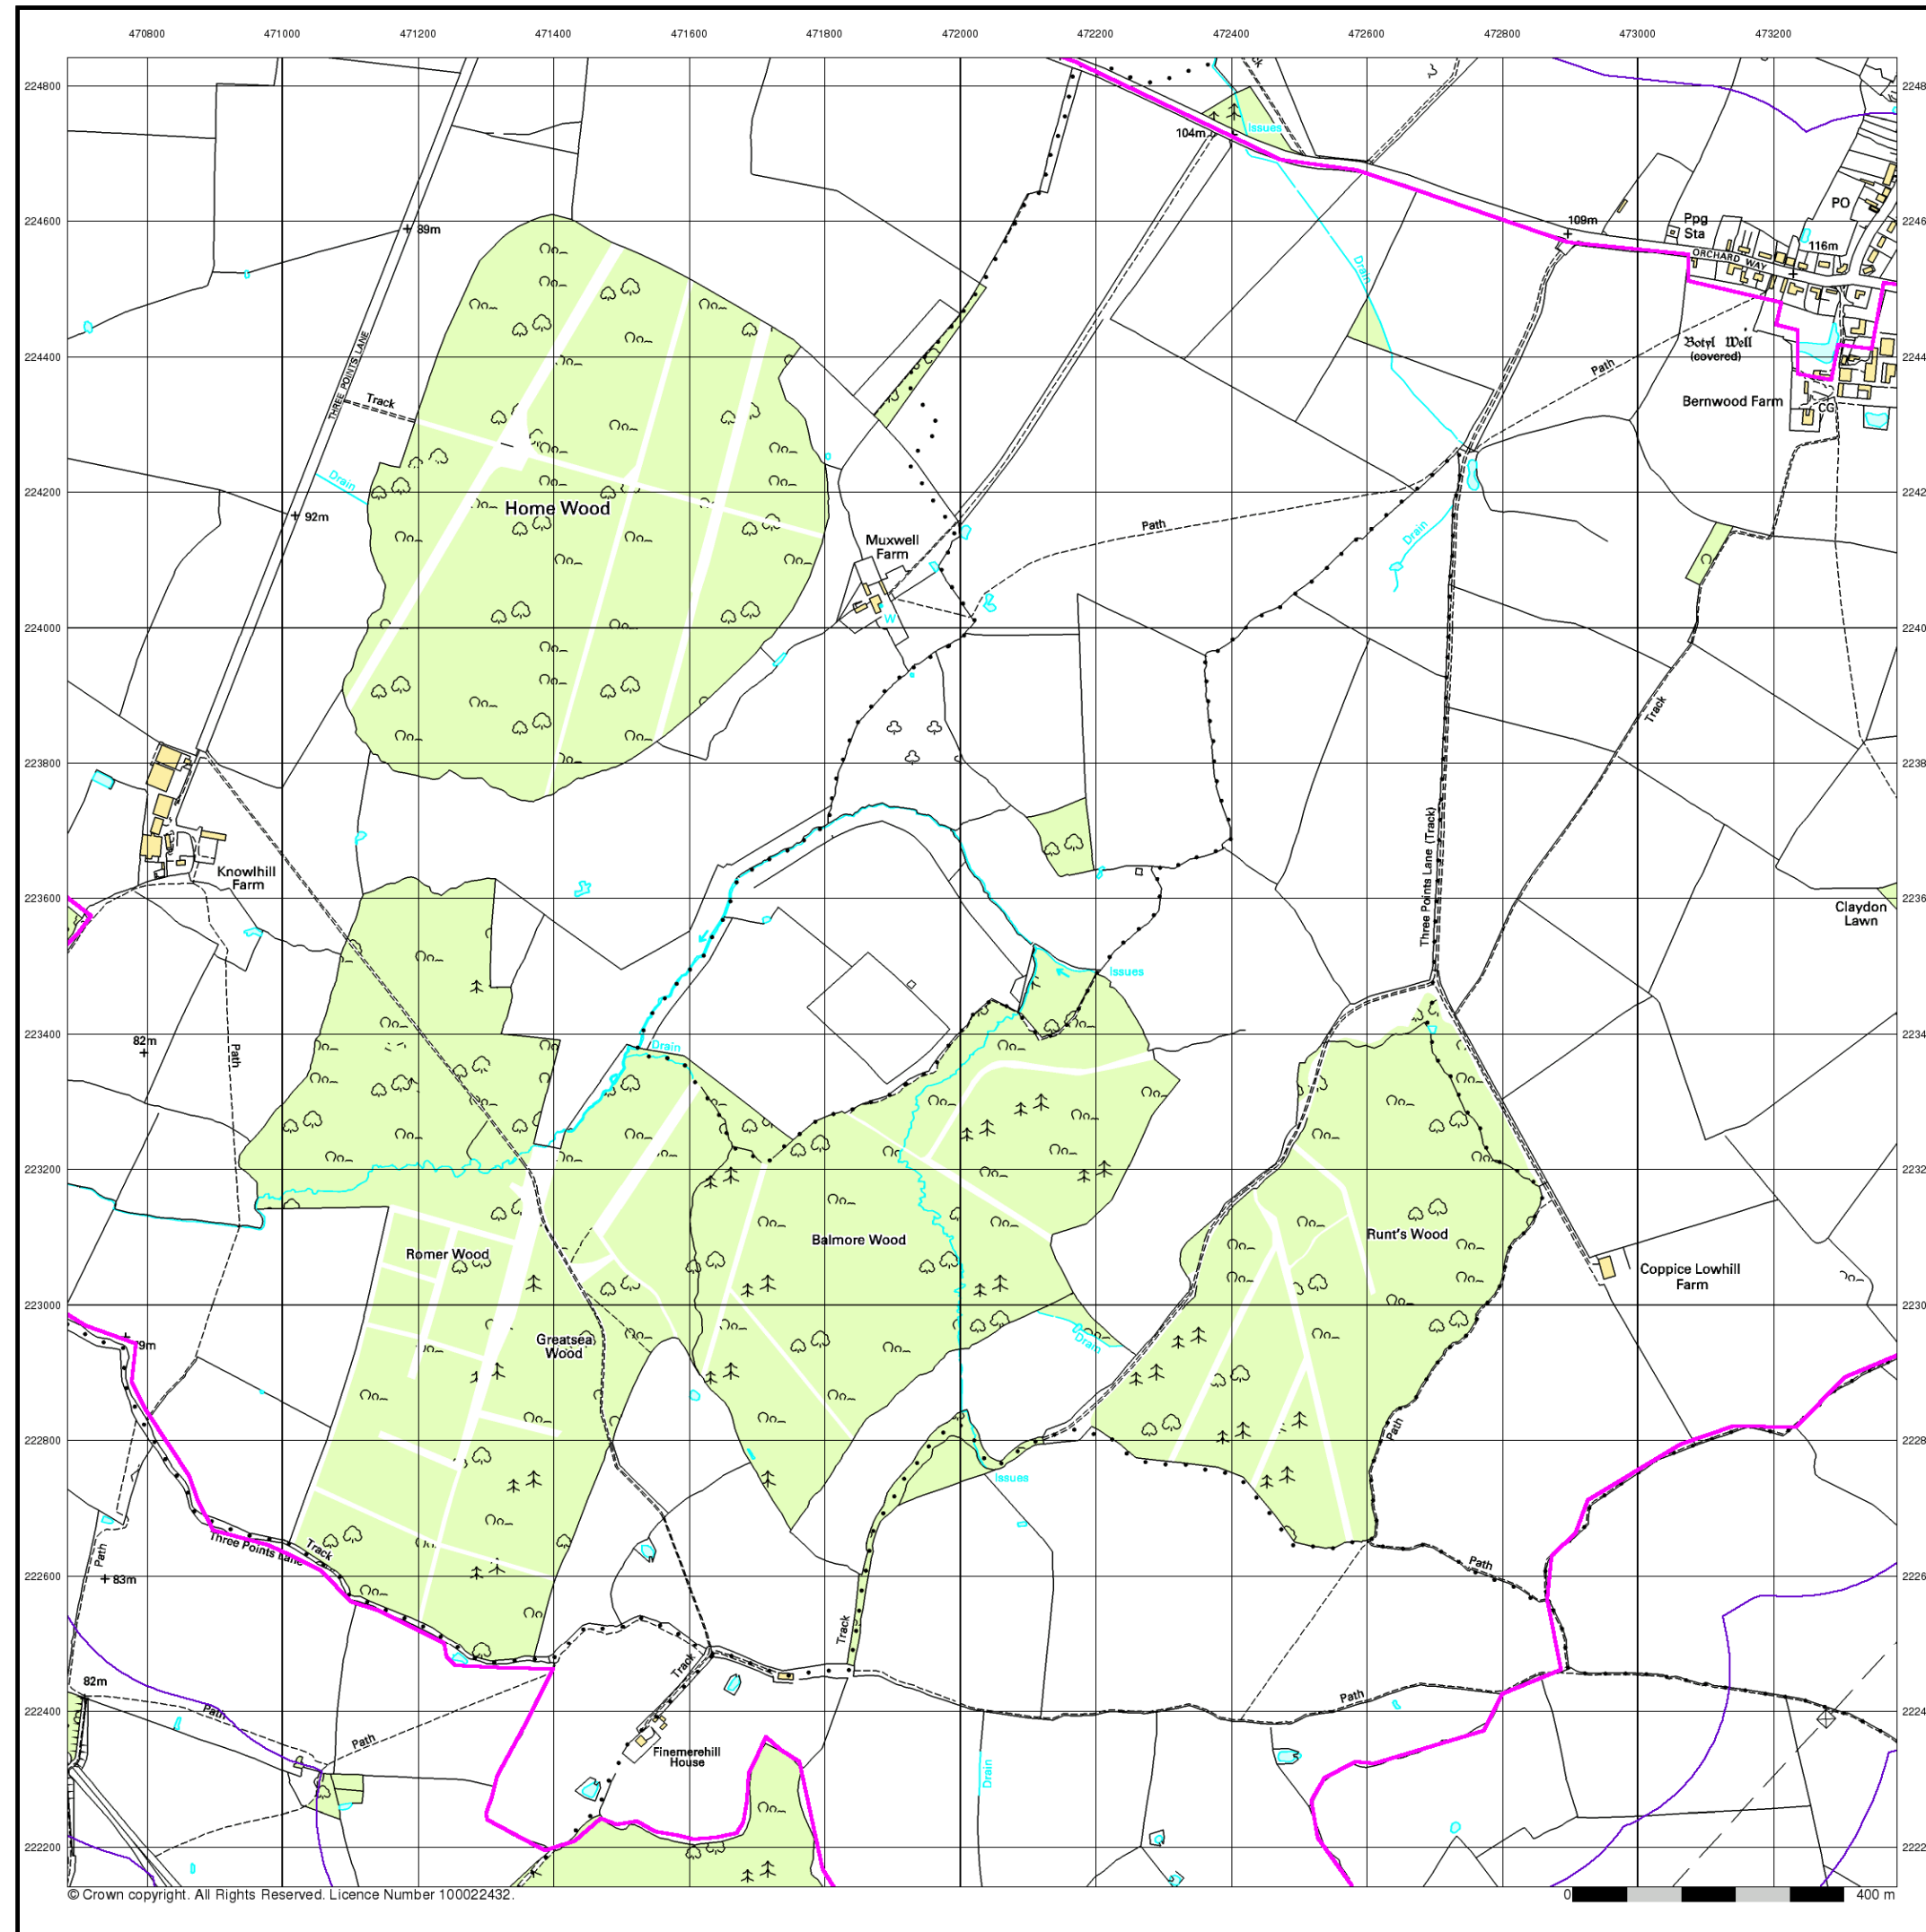 470800 471000 471200 471400 471600 471800 472000 472200 472400 472600 472800 473000 473200
224800
Issues
104m
PO
224600
89m
109m
Ppg
Sta
116m
ORCHARD WAY
Drain
THREE POINTS LANE
224400
Botyl Well
(covered)
Path
Track
Bernwood Farm
CG
Drain
224200
92m
Home Wood
Path
Drain
Muxwell
Farm
W
224000
Track
223800
Three Points Lane (Track)
Knowlhill
Farm
223600
Claydon
Lawn
Issues
223400
82m
Path
Drain
223200
Romer Wood
Balmore Wood
Runt's Wood
Coppice Lowhill
Farm
223000
Greatsea
Wood
Drain
9m
Path
222800
Issues
Three Points Lane
Track
Path
Path
222600
83m
Track
Track
82m
Path
Path
Path
222400
Finemerehill
House
Drain
222200
© Crown copyright. All Rights Reserved. Licence Number 100022432.
0 400 m